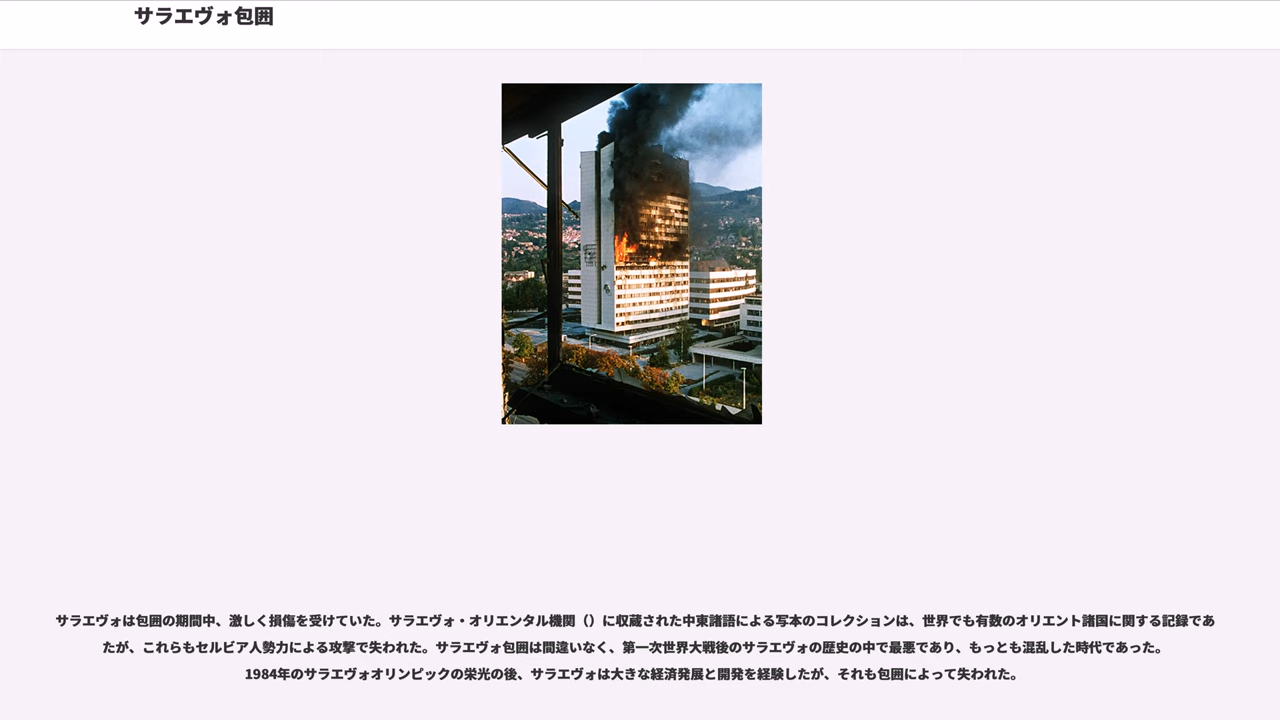 サラエヴォ包囲
サラエヴォは包囲の期間中、激しく損傷を受けていた。サラエヴォ・オリエンタル機関（）に収蔵された中東諸語による写本のコレクションは、世界でも有数のオリエント諸国に関する記録であ
たが、これらもセルビア人勢力による攻撃で失われた。サラエヴォ包囲は間違いなく、第一次世界大戦後のサラエヴォの歴史の中で最悪であり、もっとも混乱した時代であった。
1984年のサラエヴォオリンピックの栄光の後、サラエヴォは大きな経済発展と開発を経験したが、それも包囲によって失われた。